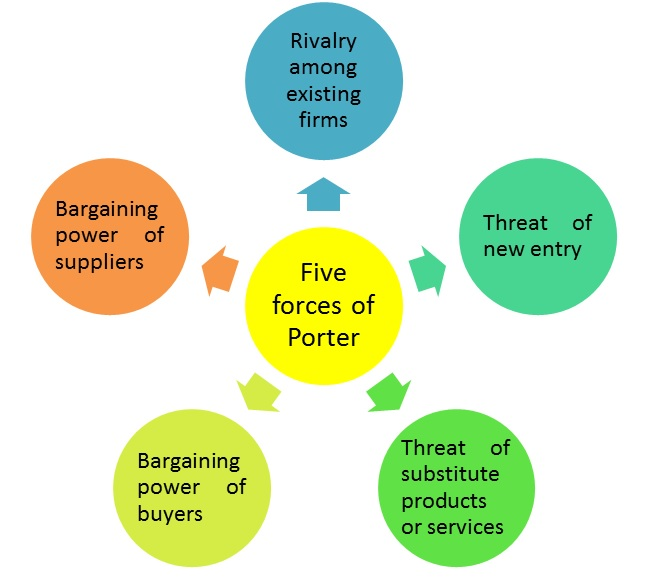 Rivalry
among
existing
firms
Bargaining
power of
suppliers
Threat of
new entry
Five
forces of
Porter
Bargaining
power of
buyers
Threat of
substitute
products
or services